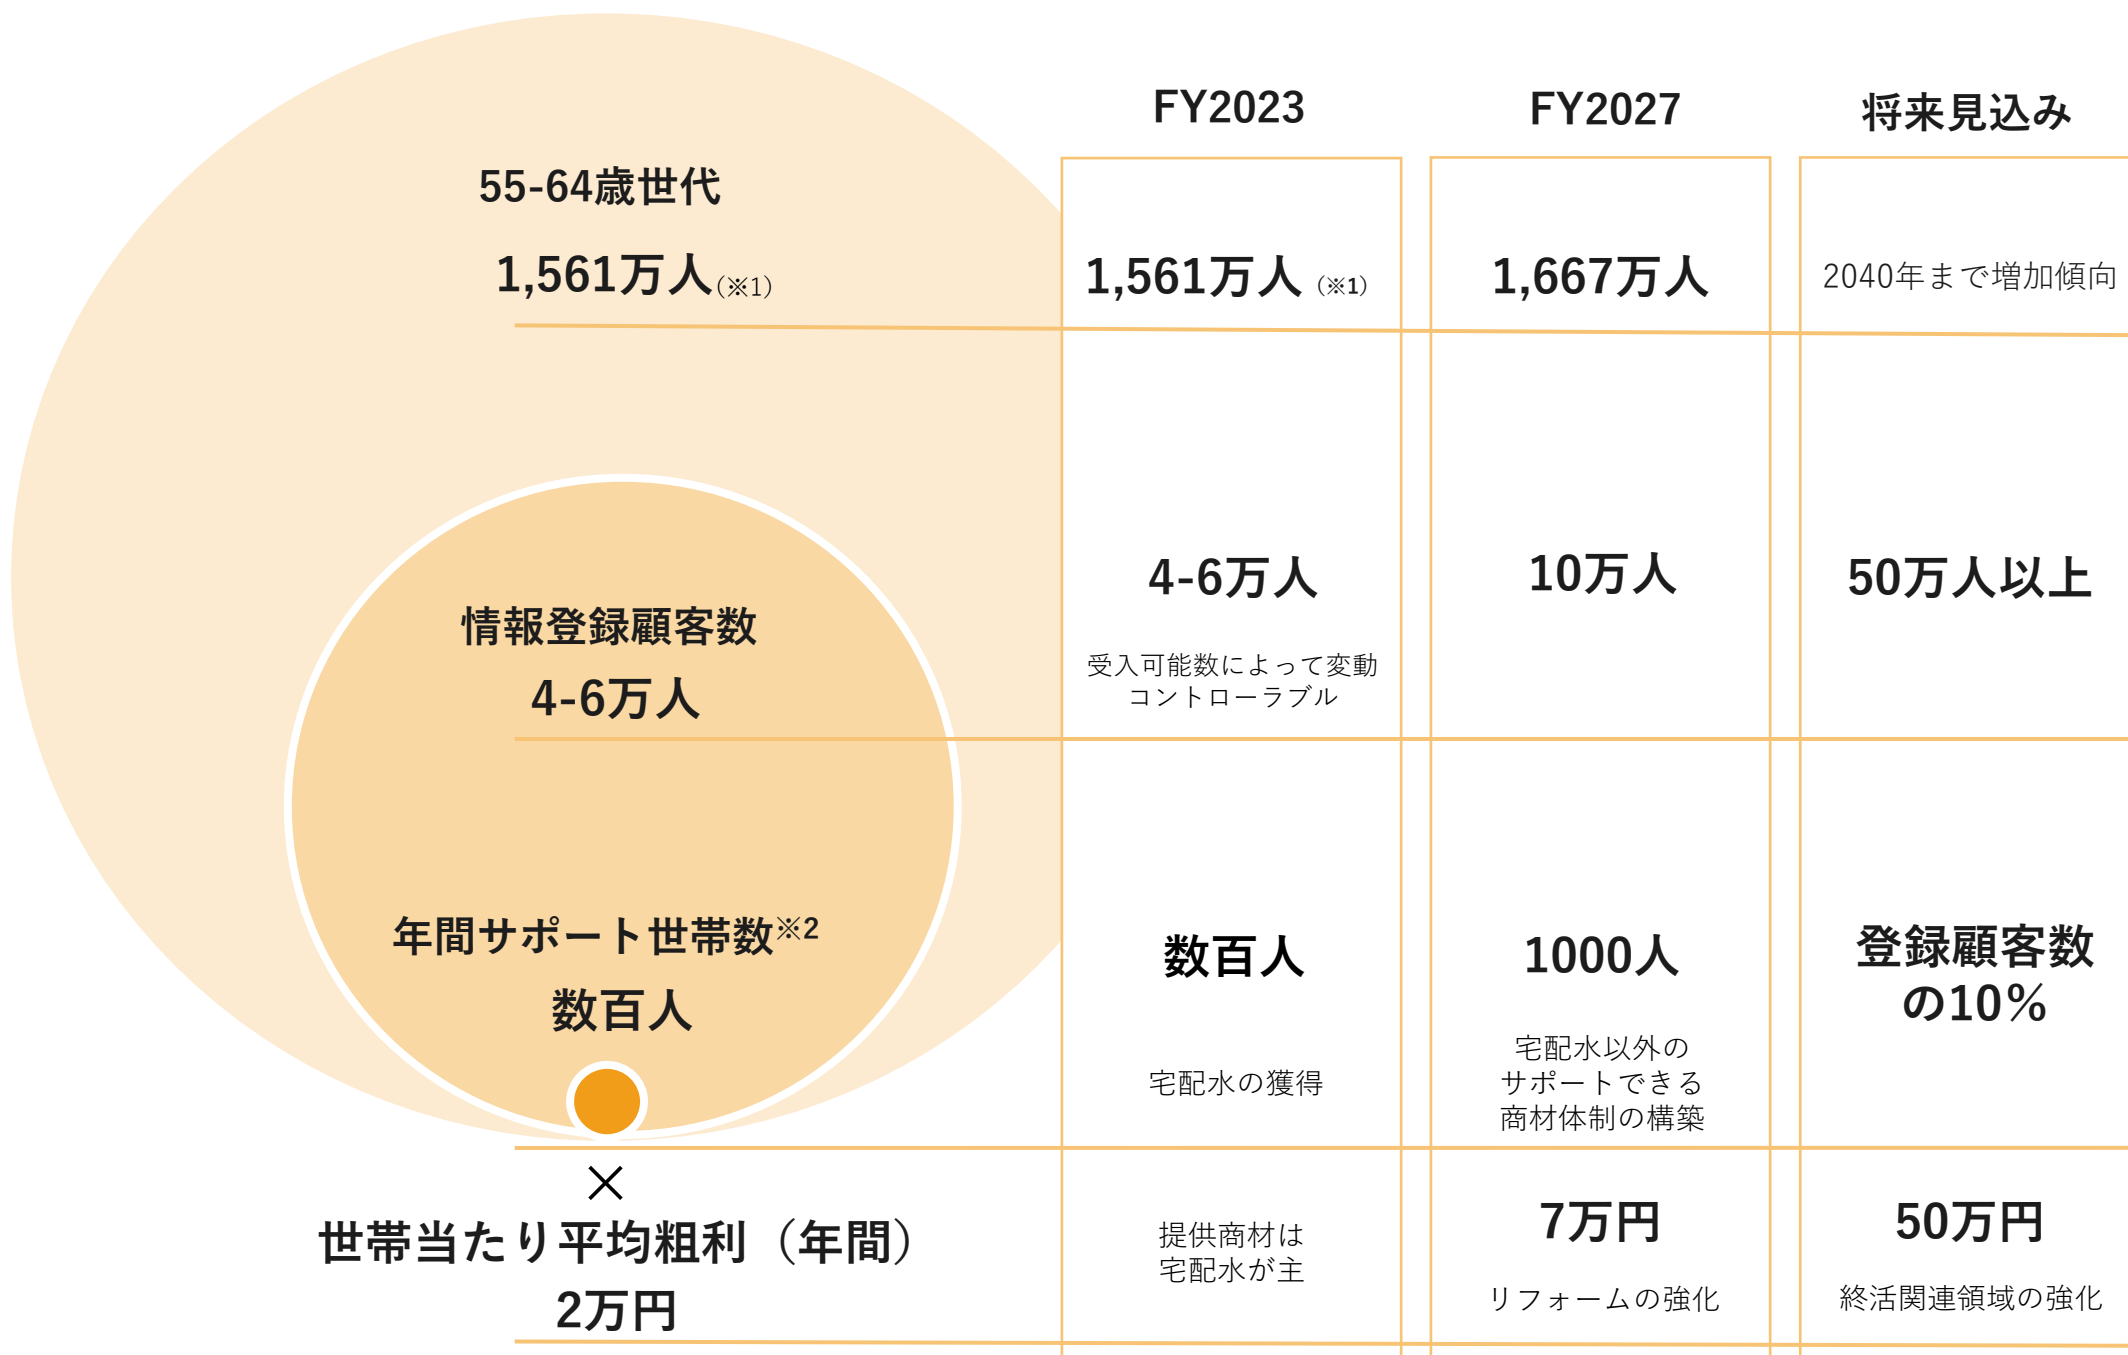 FY2023
FY2027
将来見込み
55-64歳世代
1,561万人(※1)
1,561万人 (※1)
1,667万人
2040年まで増加傾向
情報登録顧客数
4-6万人
4-6万人
受入可能数によって変動
コントローラブル
10万人
50万人以上
年間サポート世帯数※2
数百人
数百人
宅配水の獲得
1000人
宅配水以外の
サポートできる
商材体制の構築
登録顧客数
の10%
×
世帯当たり平均粗利（年間）
2万円
提供商材は
宅配水が主
7万円
リフォームの強化
50万円
終活関連領域の強化